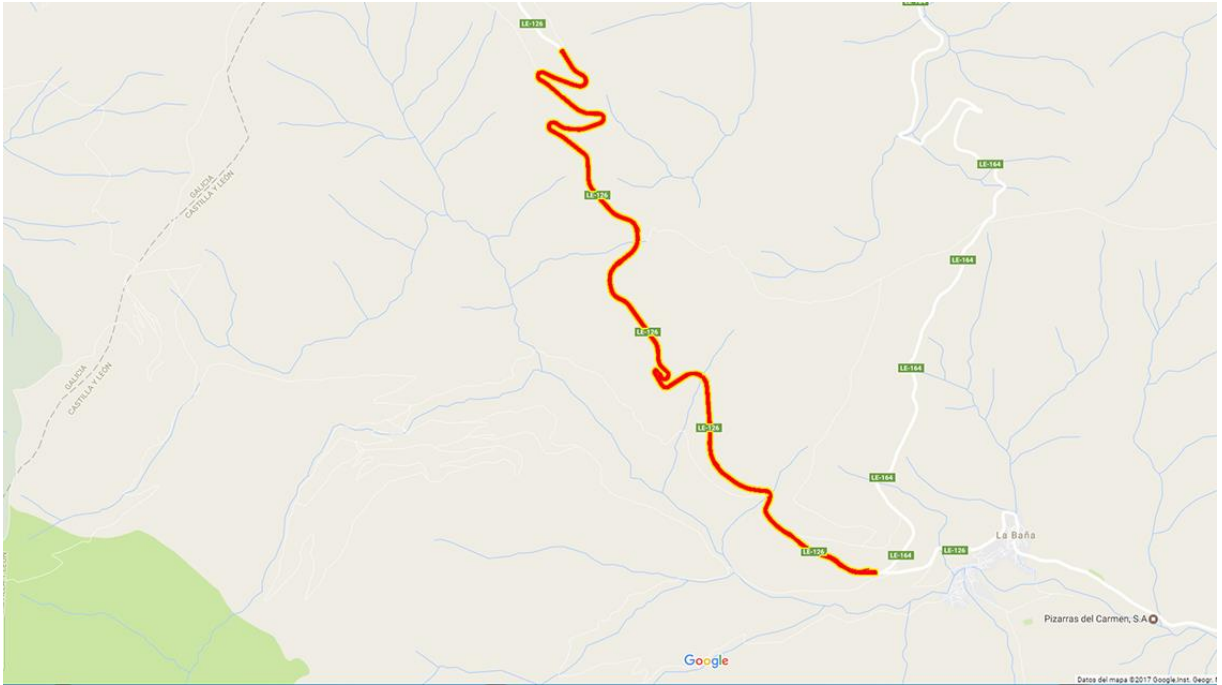 LE-126
LE-164
LE-164
GALICIA
CASTILLA Y LEÓN
LE-126
LE-164
LE-126
LE-164
GALICIA
CASTILLA Y LEÓN
LE-126
LE-164
La Baña
LE-126
LE-164
LE-126
Pizarras del Carmen, S.A
Google
Datos del mapa ©2017 Google,Inst. Geogr. N